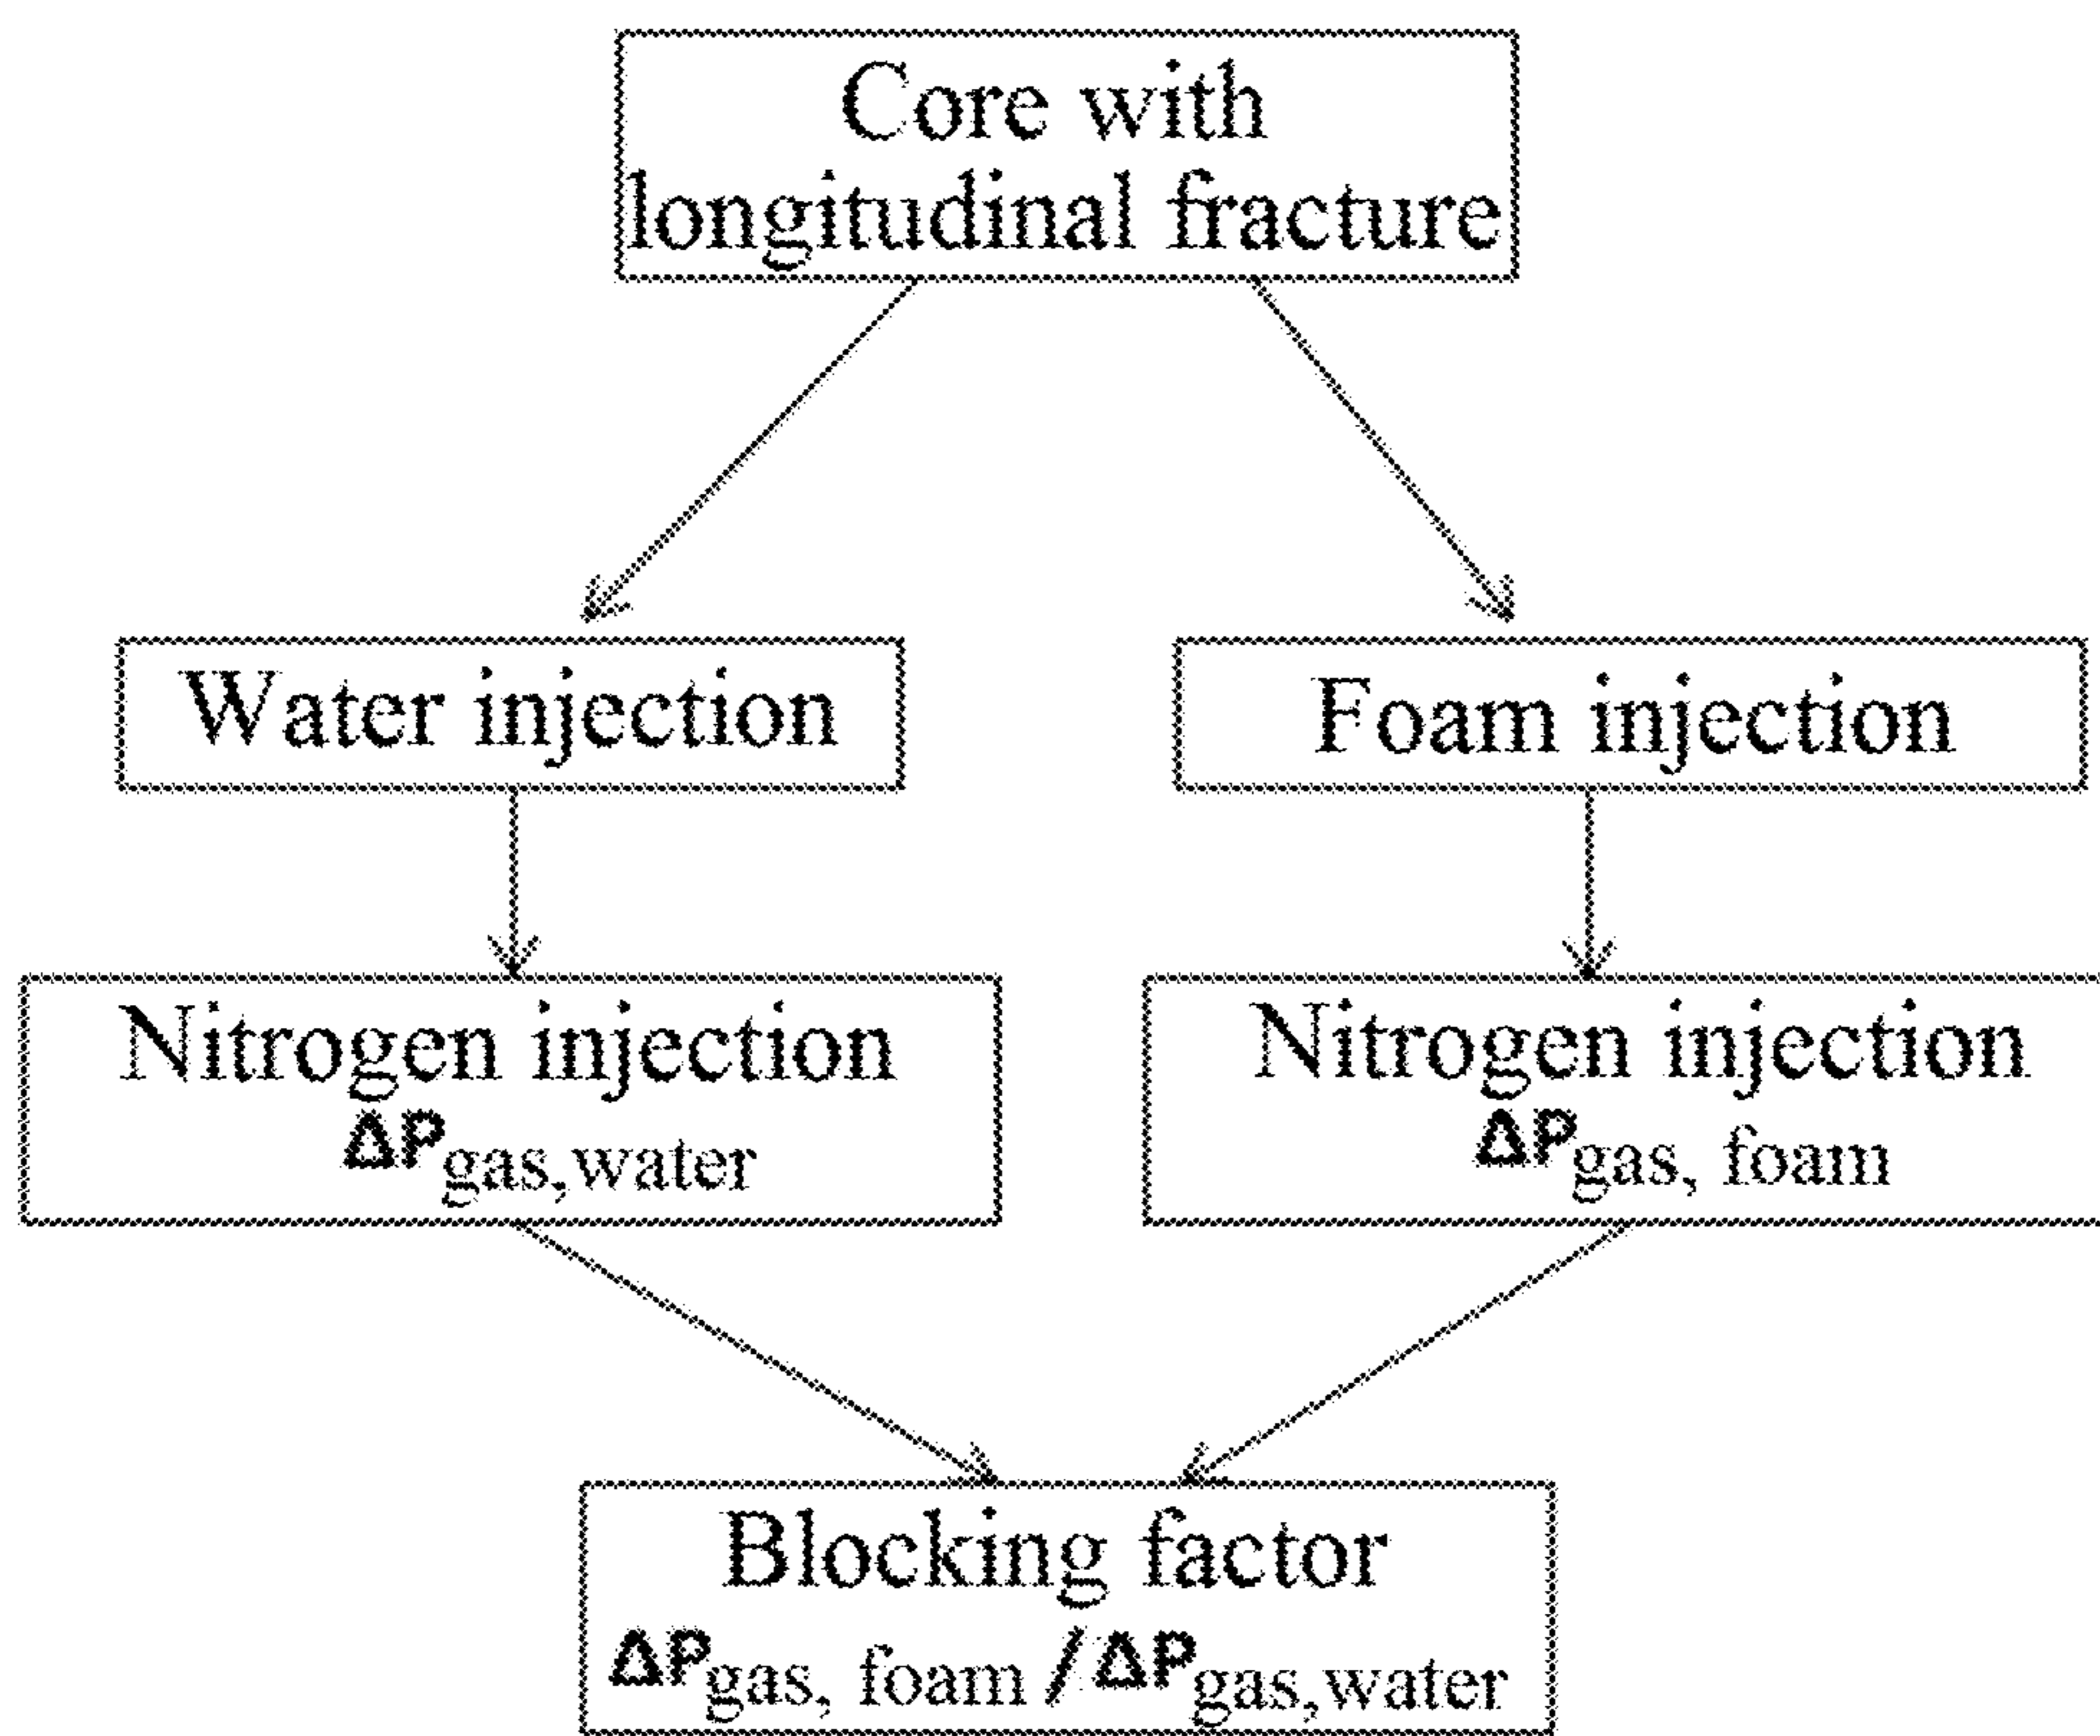 Core with
longitudinal fracture
Water injection
Foam injection
Nitrogen injection
ΔPgas,water
Nitrogen injection
ΔPgas, foam
Blocking factor
ΔPgas, foam /ΔPgas,water